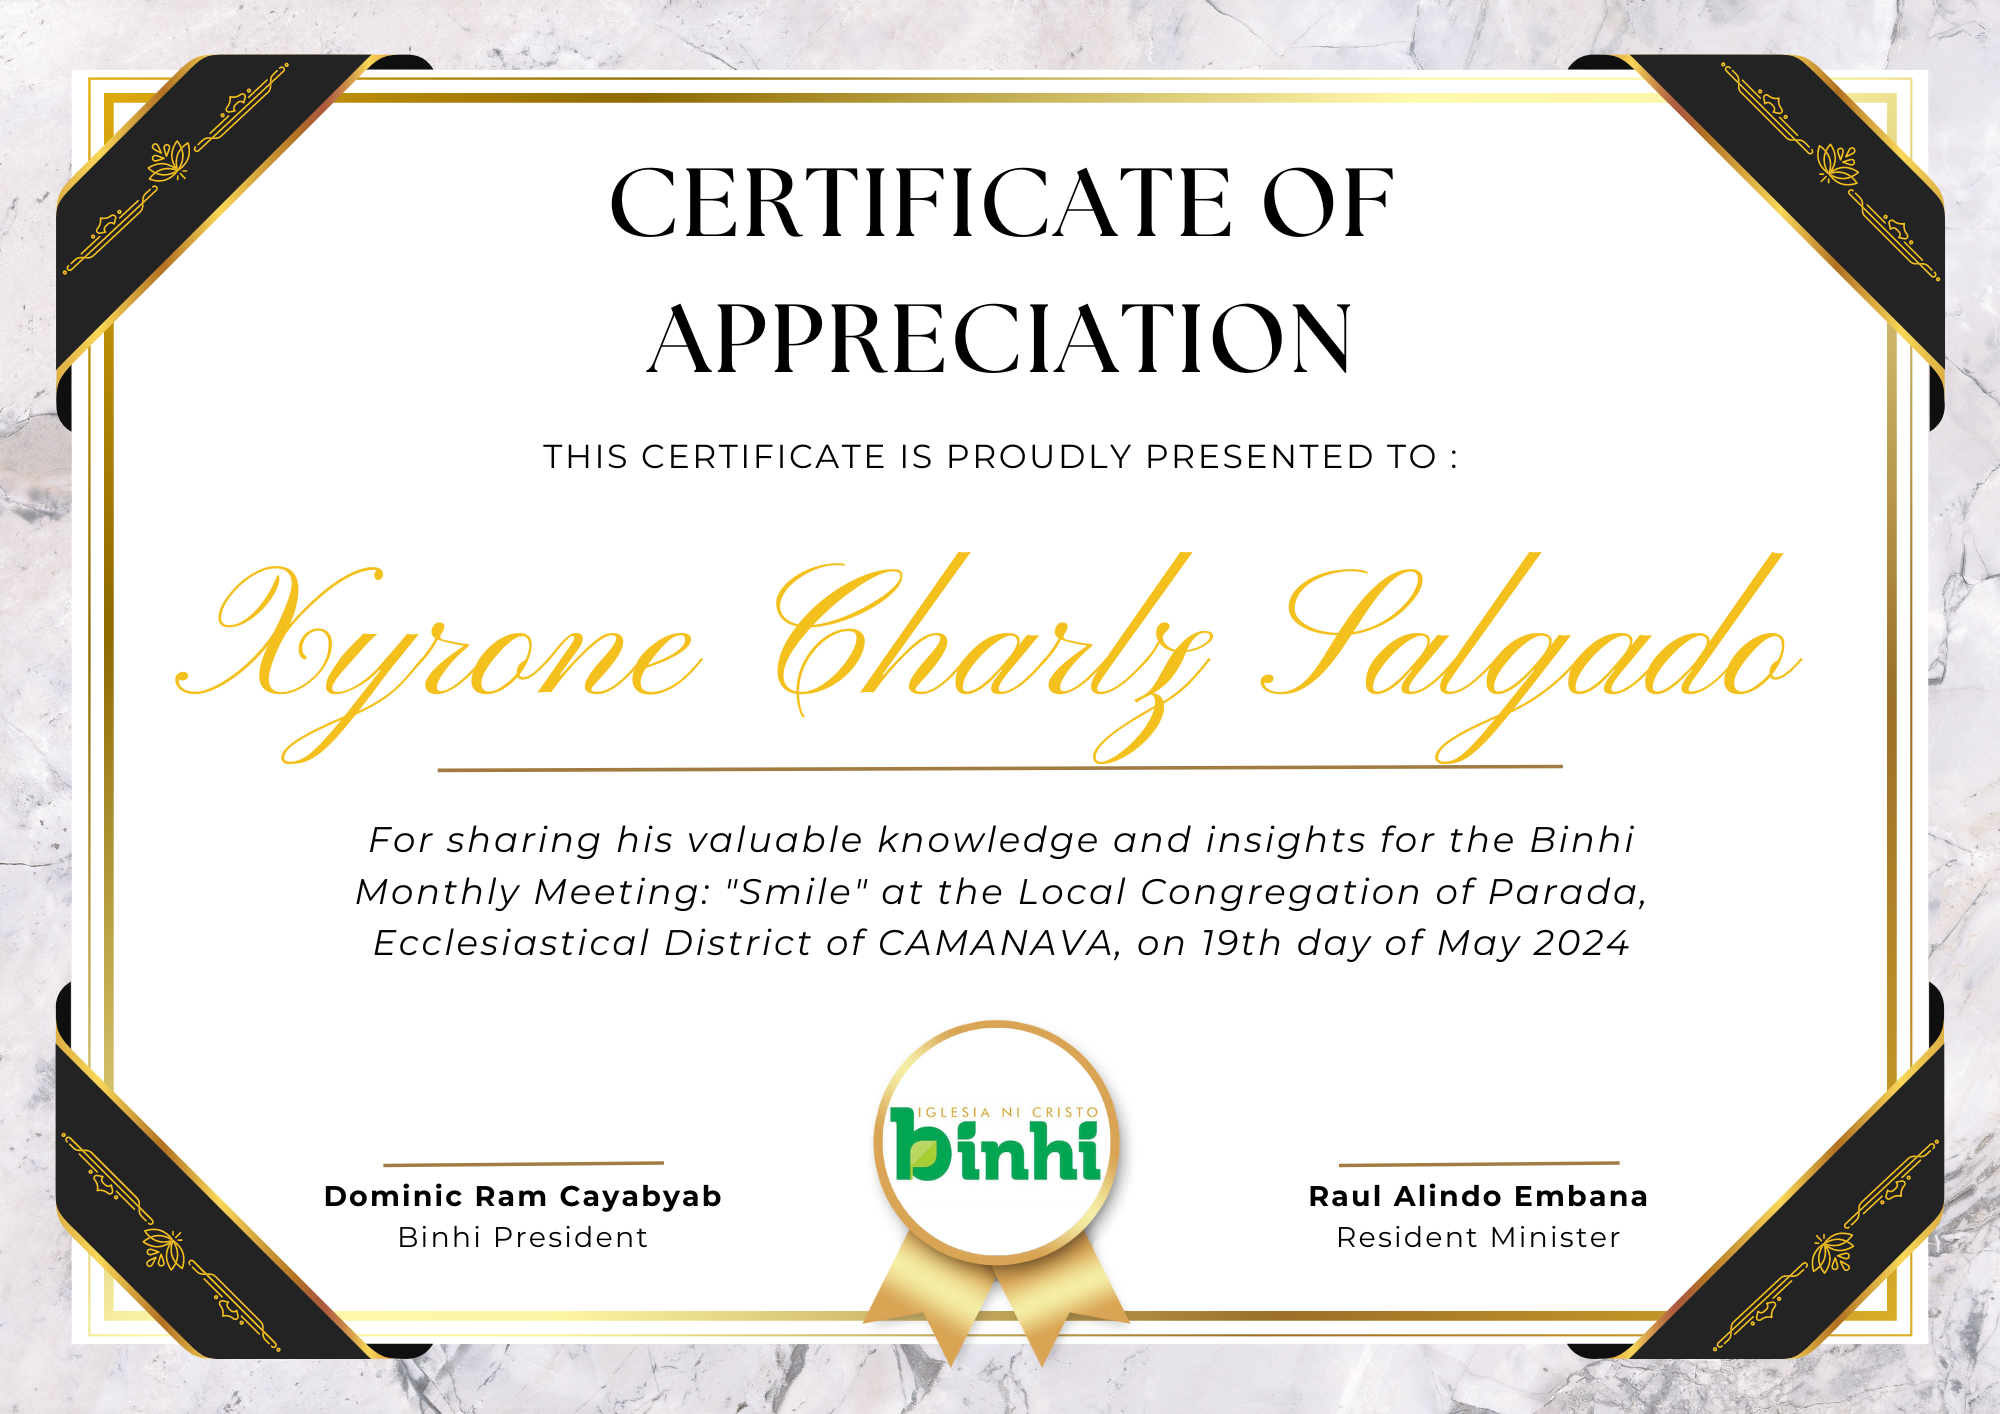 CERTIFICATE OF
APPRECIATION
THIS CERTIFICATE IS PROUDLY PRESENTED TO :
Xyrone Charlz Salgado
For sharing his valuable knowledge and insights for the Binhi
Monthly Meeting: "Smile" at the Local Congregation of Parada,
Ecclesiastical District of CAMANAVA, on 19th day of May 2024
IGLESIA NI CRISTO
binhi
Dominic Ram Cayabyab
Binhi President
Raul Alindo Embana
Resident Minister